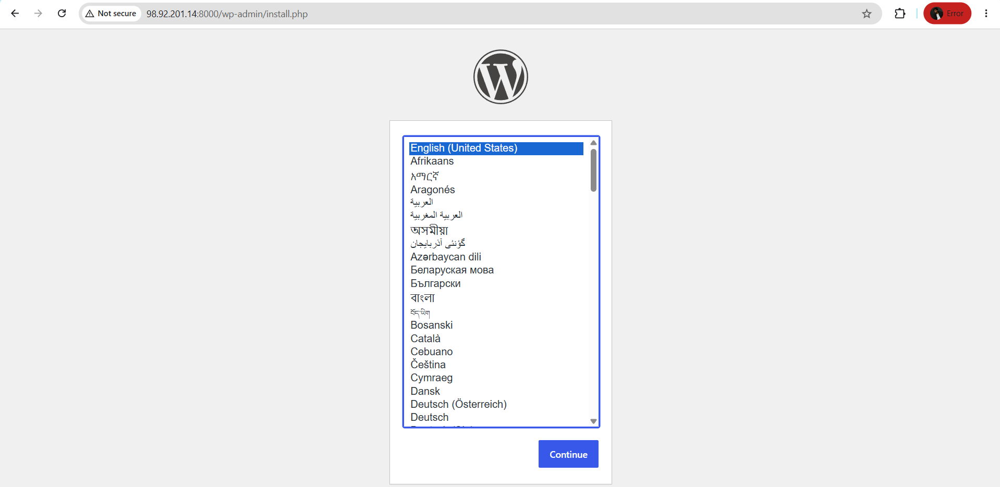 Not secure
98.92.201.14:8000/wp-admin/install.php
Error
English (United States)
Afrikaans
አማርኛ
Aragonés
العربية
العربية المغربية
অসমীয়া
گؤنئی آذربایجان
Azərbaycan dili
Беларуская мова
Български
বাংলা
བོད་ཡིག
Bosanski
Català
Cebuano
Čeština
Cymraeg
Dansk
Deutsch (Österreich)
Deutsch
Continue